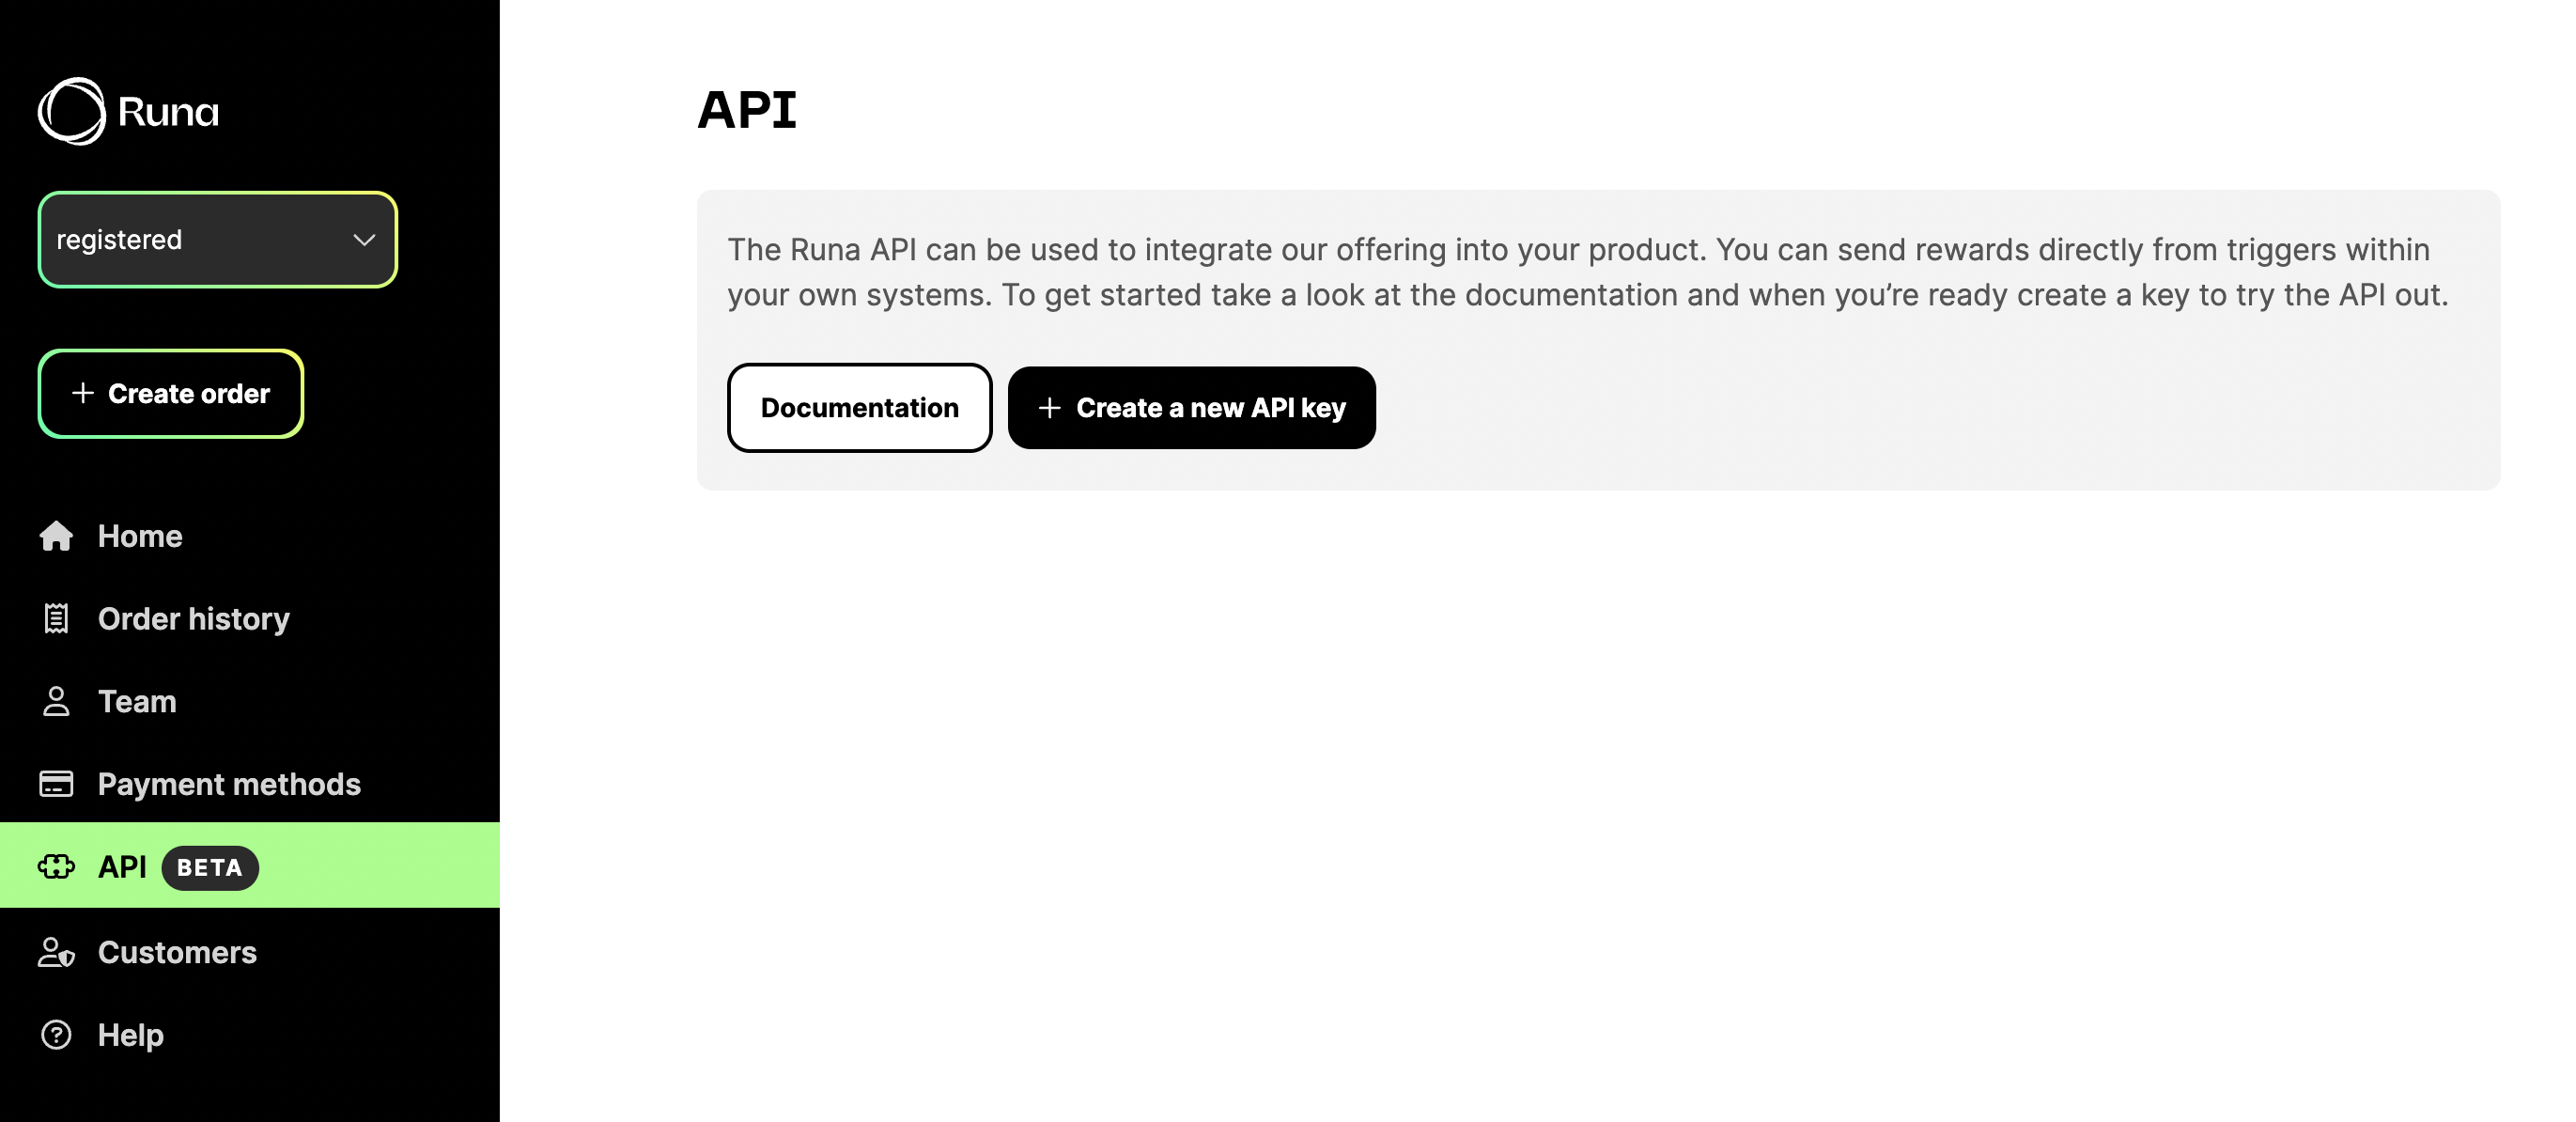 Runa
registered
Create order
Home
Order history
Team
Payment methods
API BETA
Customers
Help
API
The Runa API can be used to integrate our offering into your product. You can send rewards directly from triggers within
your own systems. To get started take a look at the documentation and when you’re ready create a key to try the API out.
Documentation
Create a new API key